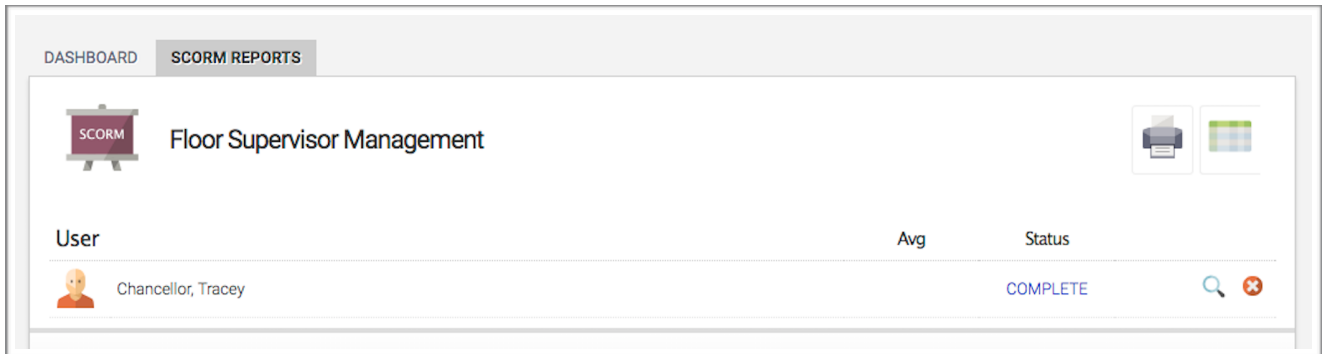 DASHBOARD SCORM REPORTS
SCORM Floor Supervisor Management
User Avg Status
Chancellor, Tracey COMPLETE